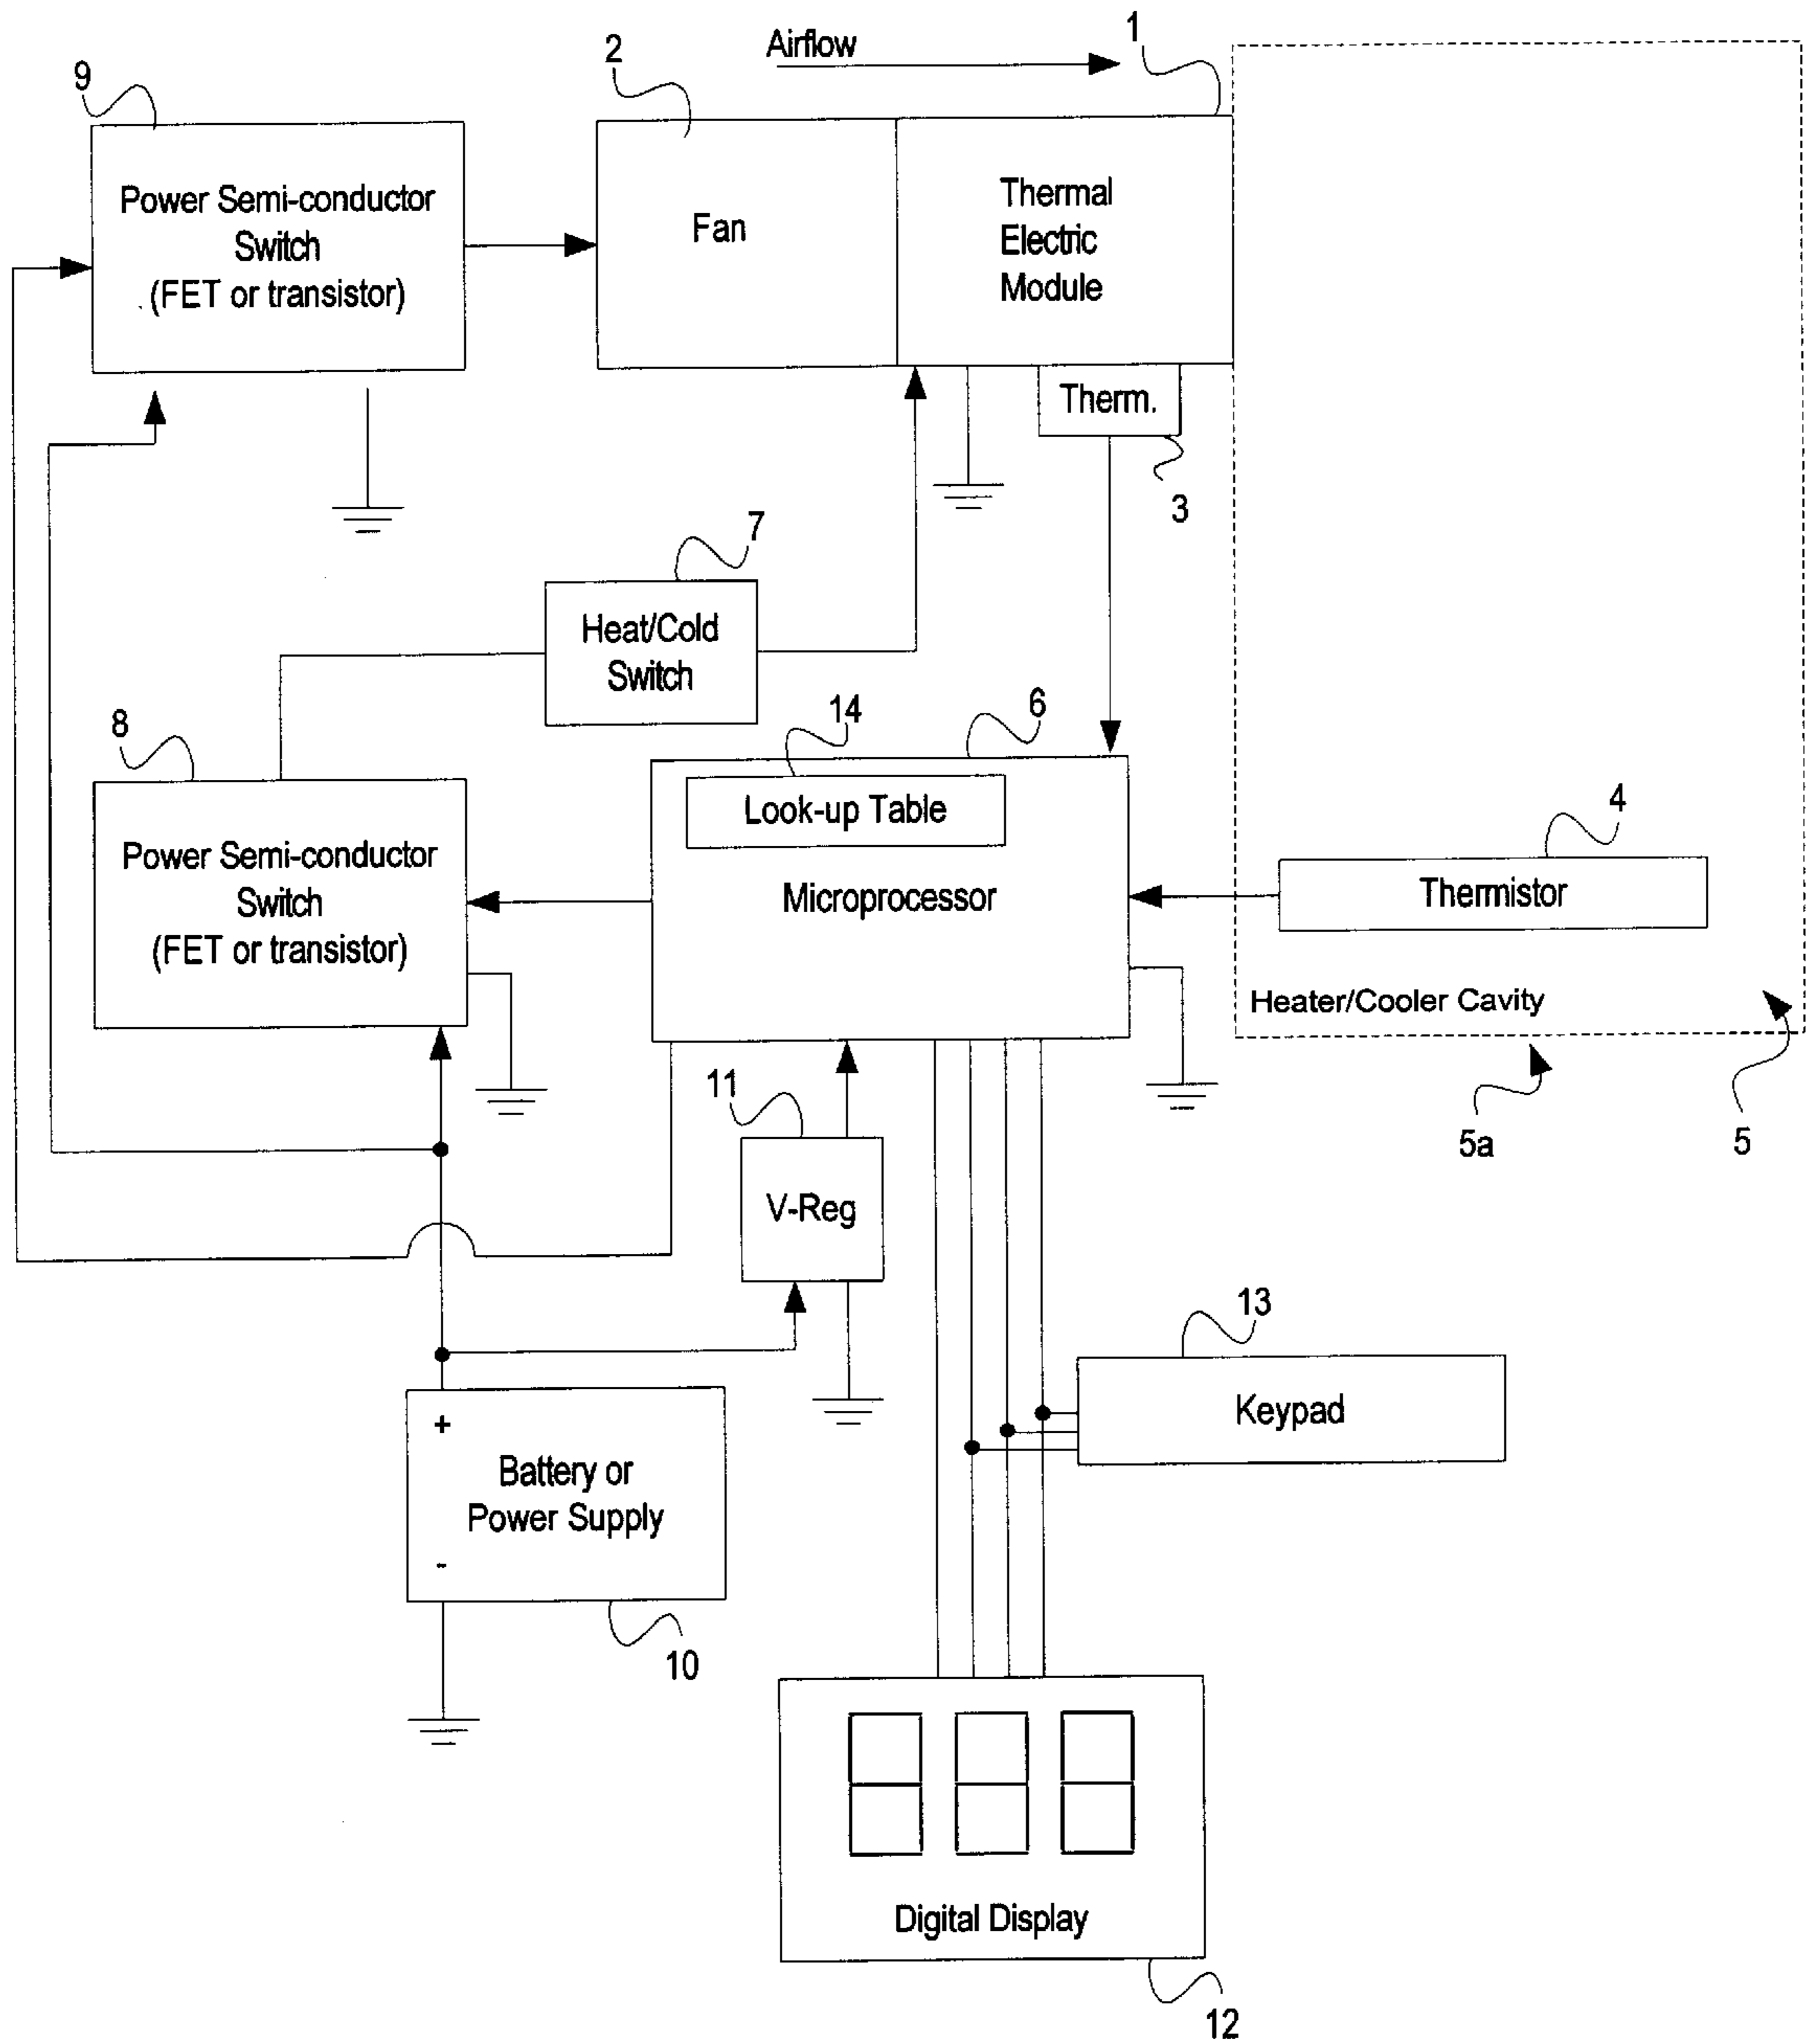 Airflow
1
2
9
Power Semi-conductor
Switch
(FET or transistor)
Fan
Thermal
Electric
Module
Therm.
3
7
Heat/Cold
Switch
8
14
6
Look-up Table
4
Power Semi-conductor
Switch
(FET or transistor)
Microprocessor
Thermistor
Heater/Cooler Cavity
11
5a
5
V-Reg
13
Keypad
+
Battery or
Power Supply
-
10
Digital Display
12